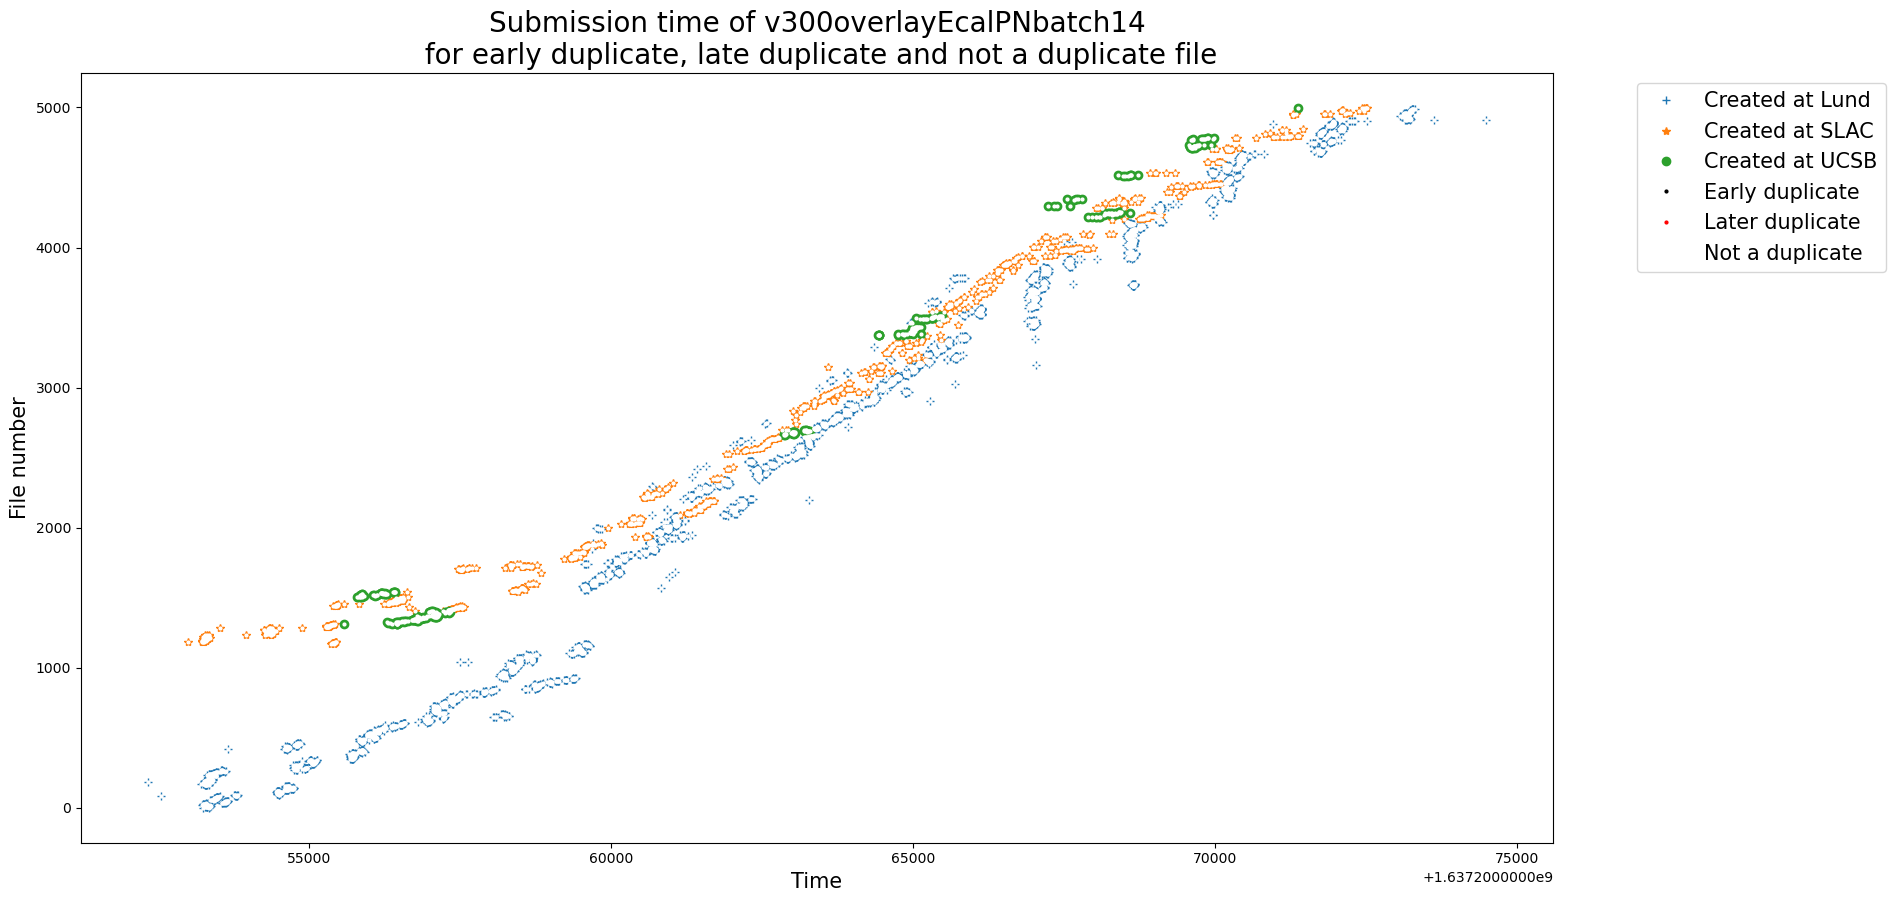 Submission time of v300overlayEcalPNbatch14
for early duplicate, late duplicate and not a duplicate file
Created at Lund
Created at SLAC
Created at UCSB
Early duplicate
Later duplicate
Not a duplicate
File number
5000
4000
3000
2000
1000
0
55000
60000
65000
70000
75000
+1.6372000000e9
Time